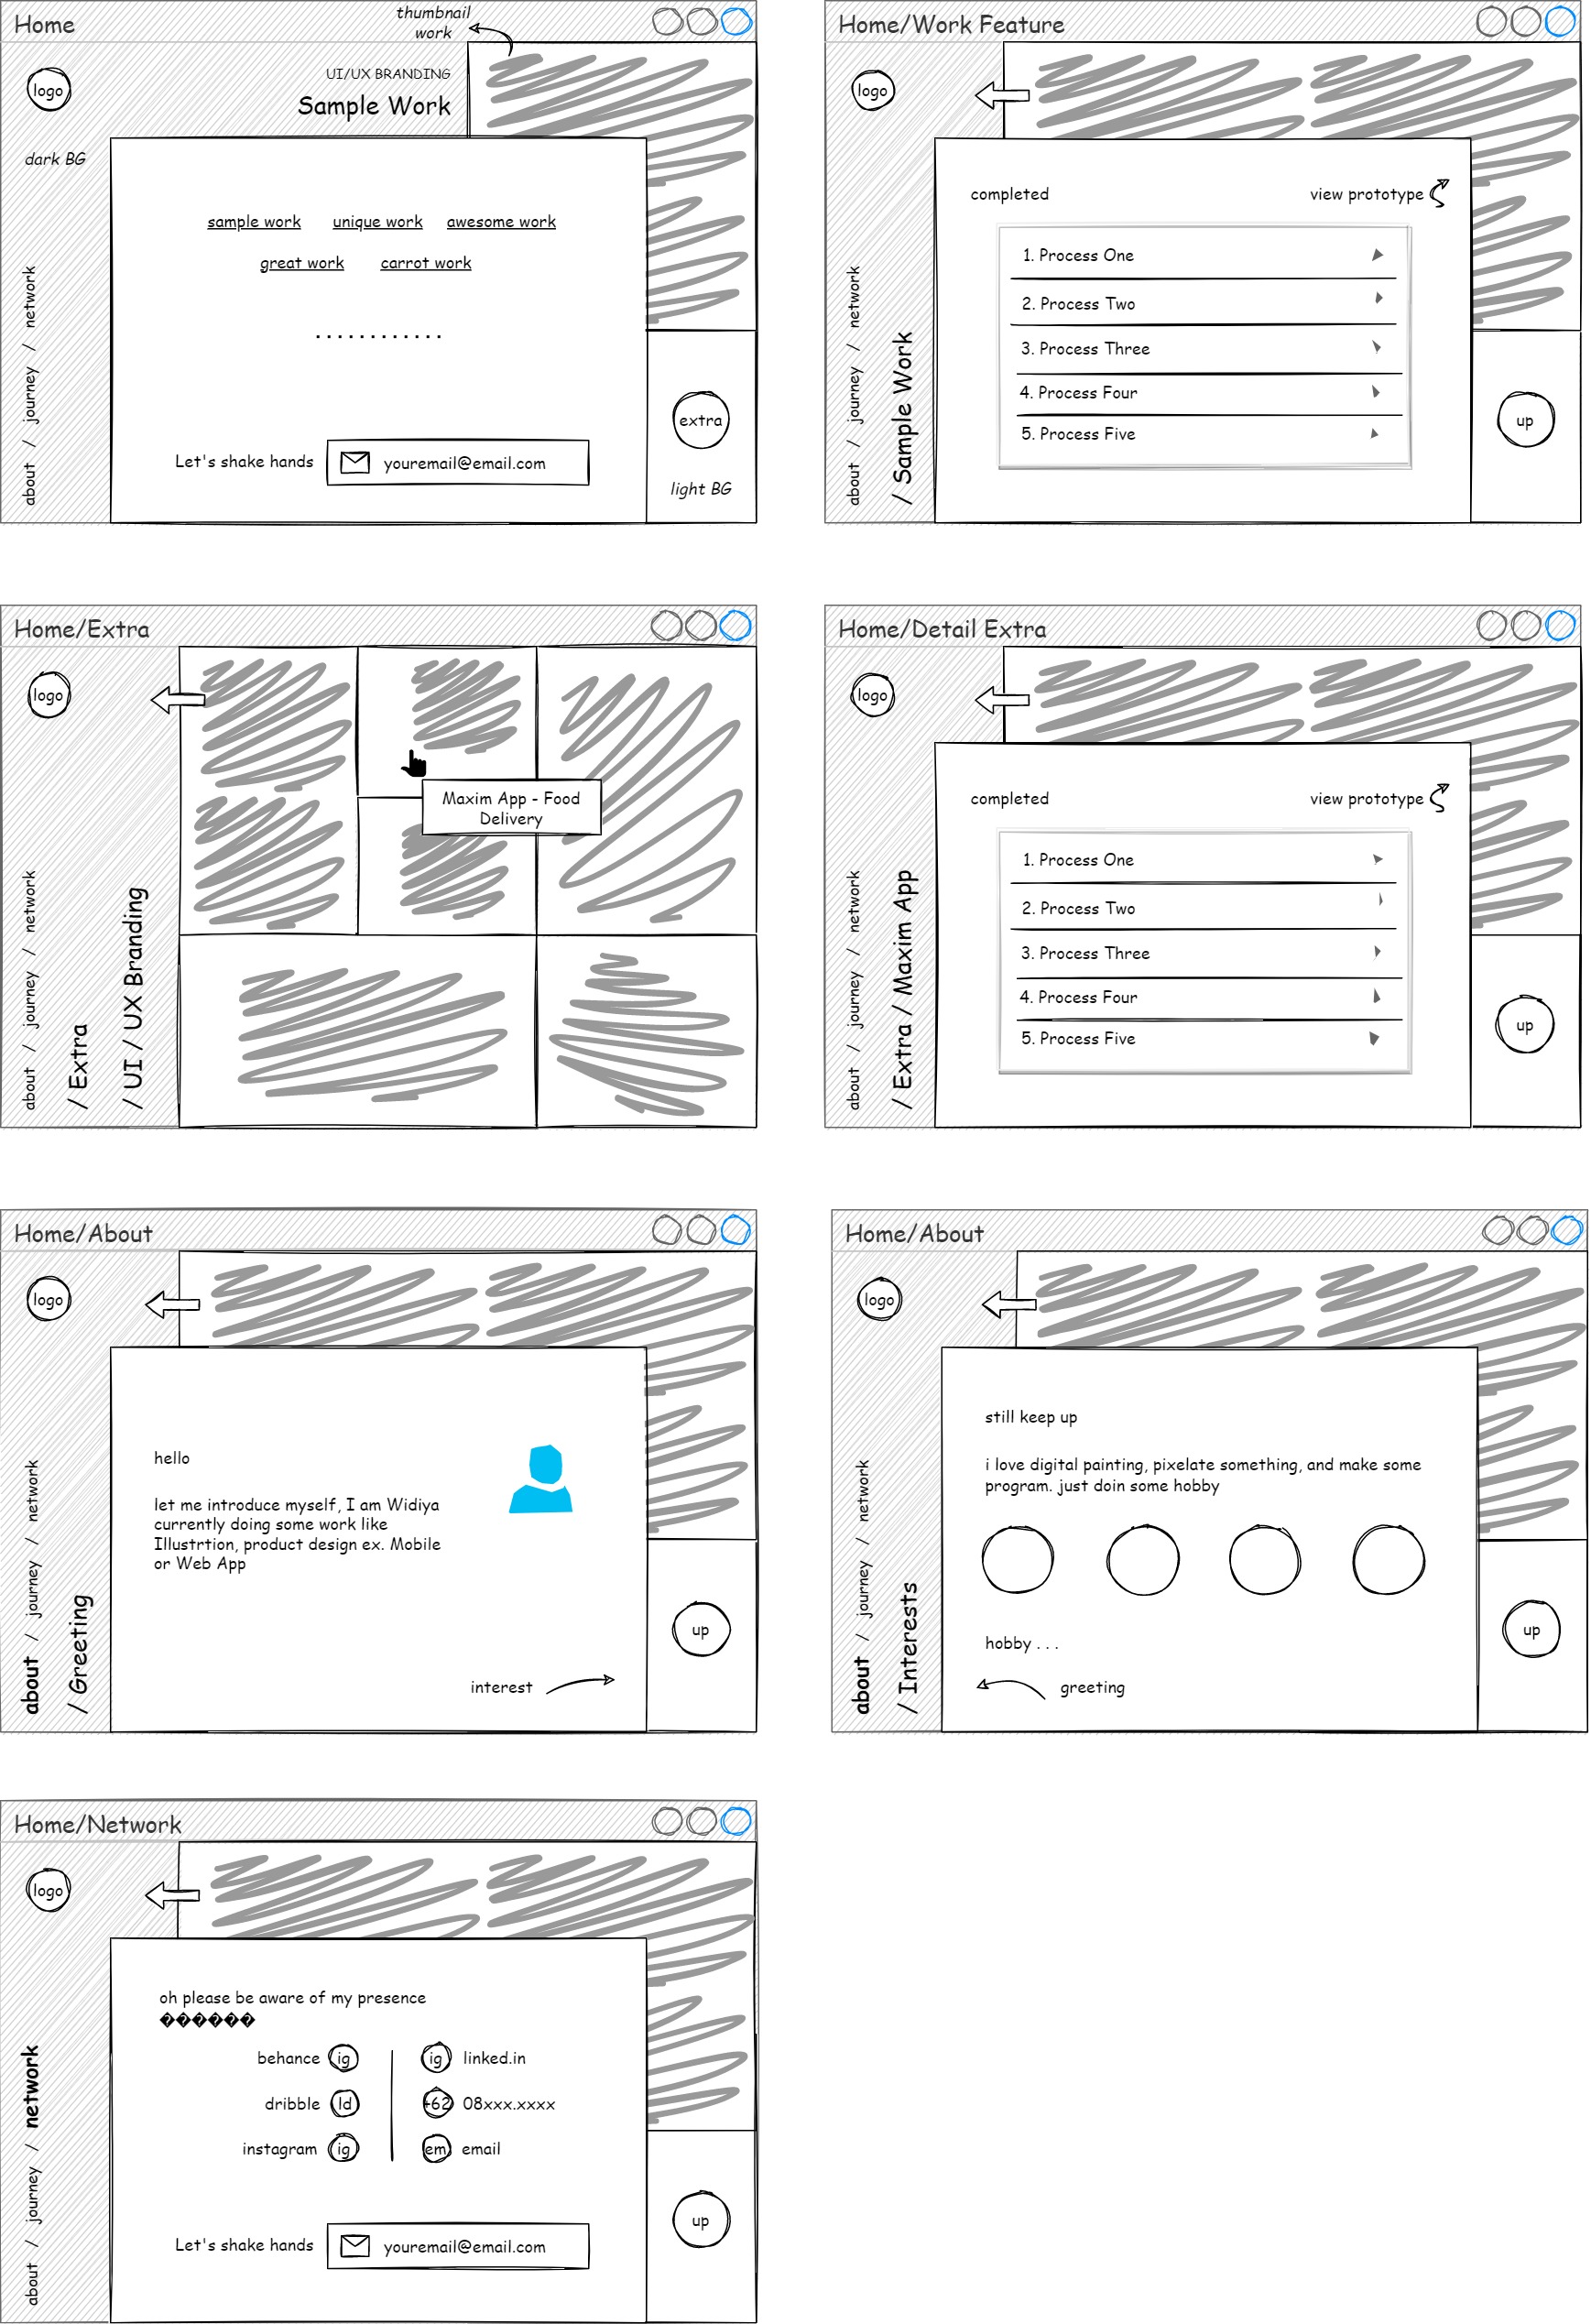 Home
thumbnail
work
logo
UI/UX BRANDING
Sample Work
dark BG
sample work unique work awesome work
great work carrot work
............
about / journey / network
Let's shake hands youremail@email.com
extra
light BG
Home/Work Feature
logo
about / journey / network
/ Sample Work
completed view prototype
1. Process One
2. Process Two
3. Process Three
4. Process Four
5. Process Five
up
Home/Extra
logo
about / journey / network
/ Extra
/ UI / UX Branding
Maxim App - Food
Delivery
Home/Detail Extra
logo
about / journey / network
/ Extra / Maxim App
completed view prototype
1. Process One
2. Process Two
3. Process Three
4. Process Four
5. Process Five
up
Home/About
logo
about / journey / network
/ Greeting
hello
let me introduce myself, I am Widiya
currently doing some work like
Illustrtion, product design ex. Mobile
or Web App
interest
up
Home/About
logo
about / journey / network
/ Interests
still keep up
i love digital painting, pixelate something, and make some
program. just doin some hobby
hobby . . .
greeting
up
Home/Network
logo
about / journey / network
oh please be aware of my presence
������
behance ig ig linked.in
dribble ld +62 08xxx.xxxx
instagram ig em email
Let's shake hands youremail@email.com
up